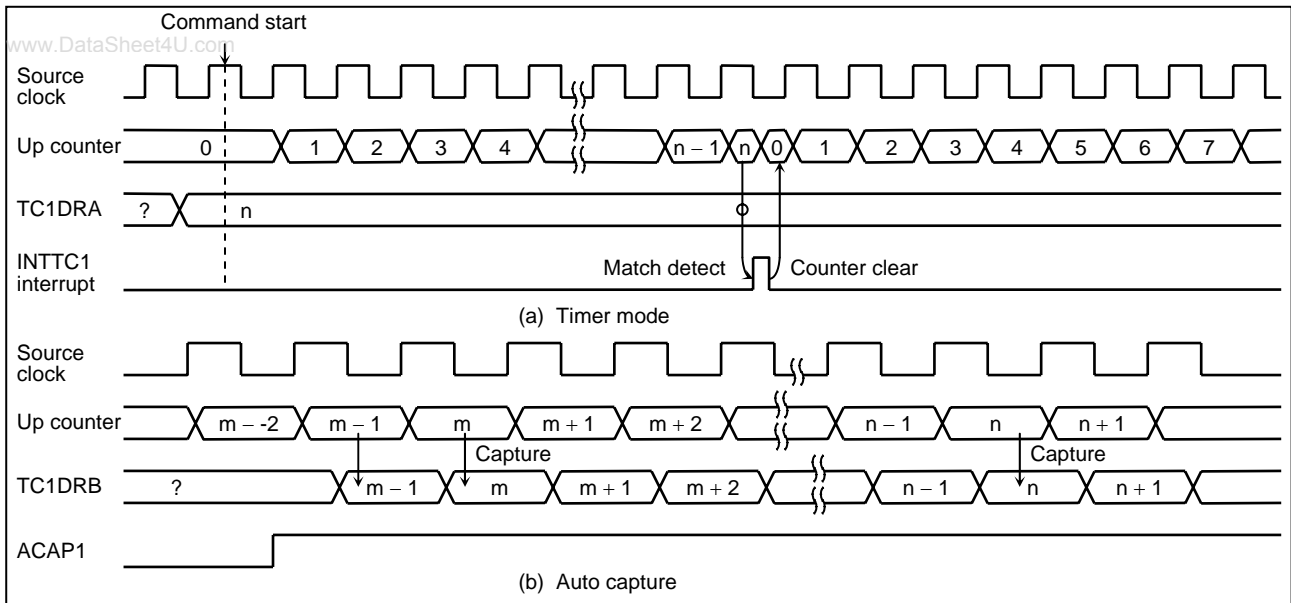 Command start
www.DataSheet4U.com
Source
clock
Up counter 0 1 2 3 4 n – 1 n 0 1 2 3 4 5 6 7
TC1DRA ? n
INTTC1
interrupt
Match detect Counter clear
(a) Timer mode
Source
clock
Up counter m – -2 m – 1 m m + 1 m + 2 n – 1 n n + 1
Capture Capture
TC1DRB ? m – 1 m m + 1 m + 2 n – 1 n n + 1
ACAP1
(b) Auto capture